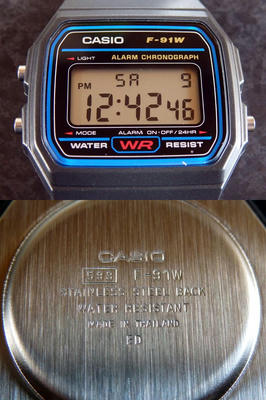 CASIO F-91W
LIGHT ALARM CHRONOGRAPH
SA 9
PM 12:42 46
MODE ALARM ON·OFF/24HR
WATER WR RESIST
CASIO
593 F-91W
STAINLESS STEEL BACK
WATER RESISTANT
MADE IN THAILAND
ED